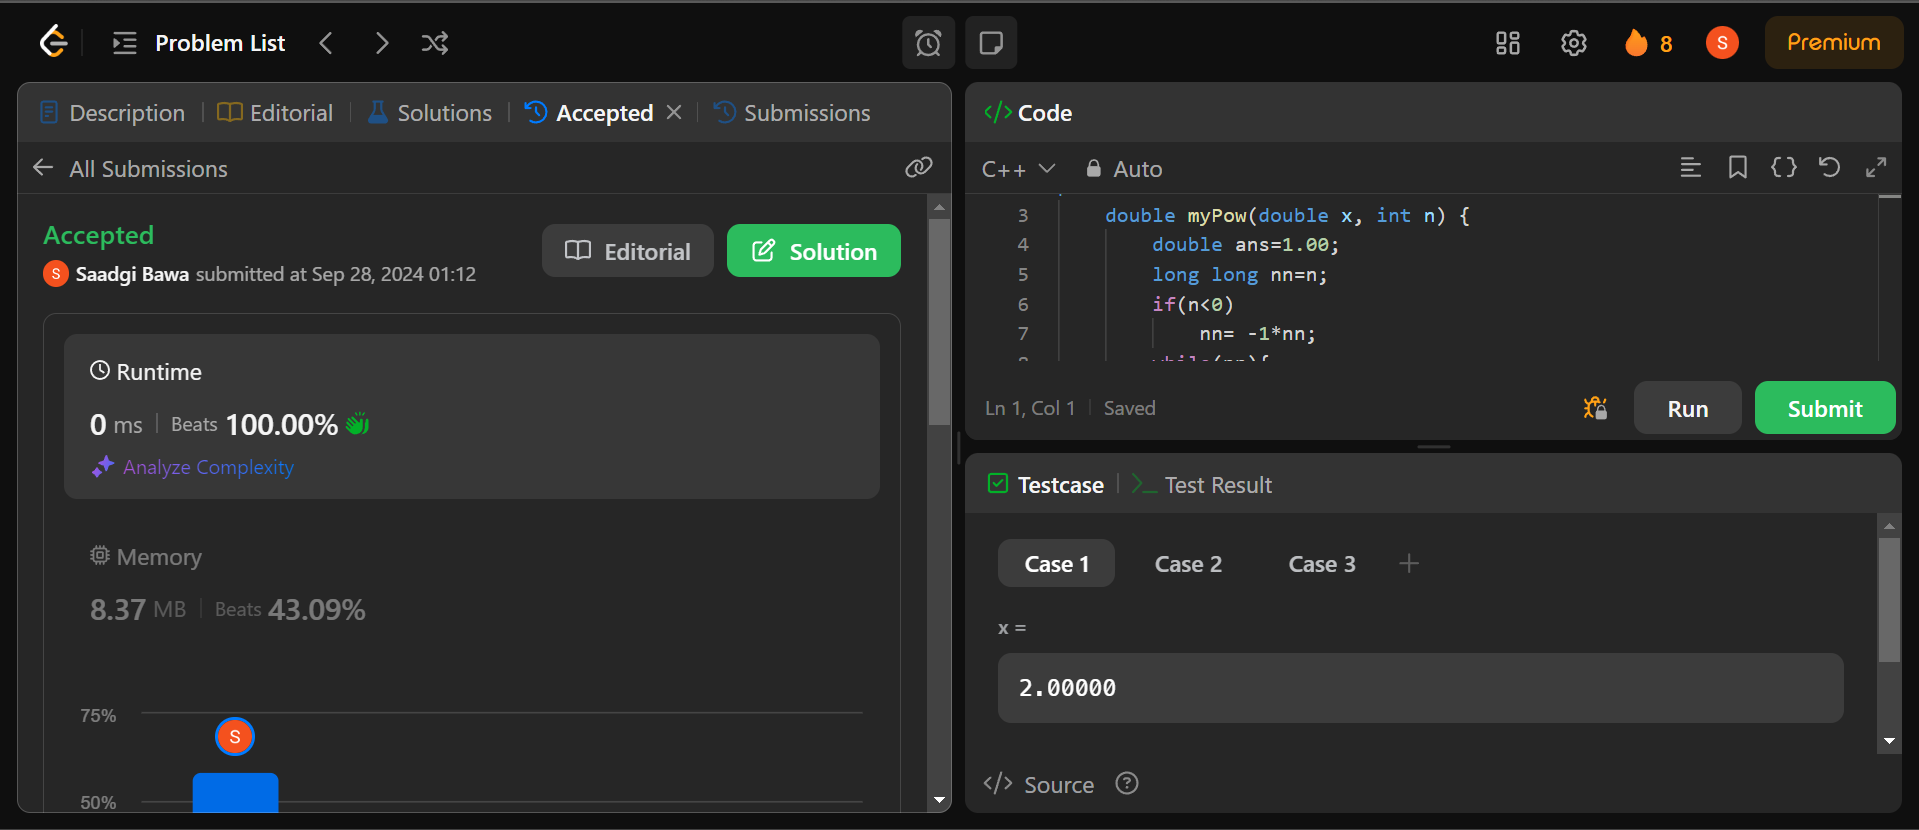 Problem List
8
S
Premium
Description
Editorial
Solutions
Accepted
Submissions
All Submissions
Accepted
S Saadgi Bawa submitted at Sep 28, 2024 01:12
Editorial
Solution
Runtime
0 ms | Beats 100.00%
Analyze Complexity
Memory
8.37 MB | Beats 43.09%
75%
S
50%
</> Code
C++
Auto
3 double myPow(double x, int n) {
4 double ans=1.00;
5 long long nn=n;
6 if(n<0)
7 nn= -1*nn;
8 while(nn){
Ln 1, Col 1 | Saved
Run
Submit
Testcase
>_ Test Result
Case 1
Case 2
Case 3
+
x =
2.00000
</> Source ?